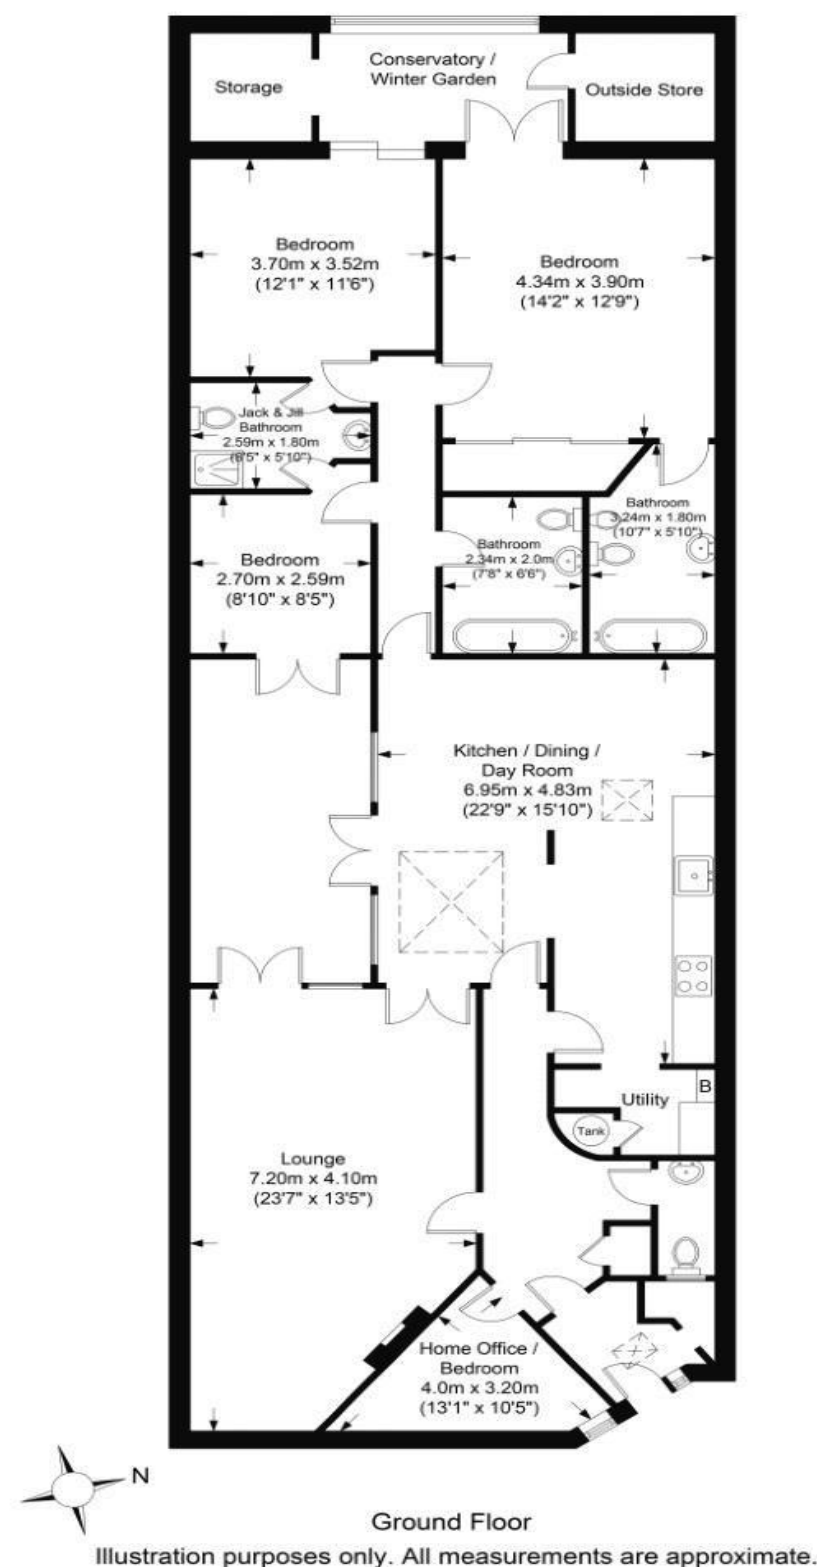 Conservatory /
Winter Garden
Storage
Outside Store
Bedroom
3.70m x 3.52m
(12'1" x 11'6")
Bedroom
4.34m x 3.90m
(14'2" x 12'9")
Jack & Jill
Bathroom
2.59m x 1.80m
(8'5" x 5'10")
Bathroom
3.24m x 1.80m
(10'7" x 5'10")
Bathroom
2.34m x 2.0m
(7'8" x 6'6")
Bedroom
2.70m x 2.59m
(8'10" x 8'5")
Kitchen / Dining /
Day Room
6.95m x 4.83m
(22'9" x 15'10")
B
Utility
Tank
Lounge
7.20m x 4.10m
(23'7" x 13'5")
Home Office /
Bedroom
4.0m x 3.20m
(13'1" x 10'5")
N
Ground Floor
Illustration purposes only. All measurements are approximate.